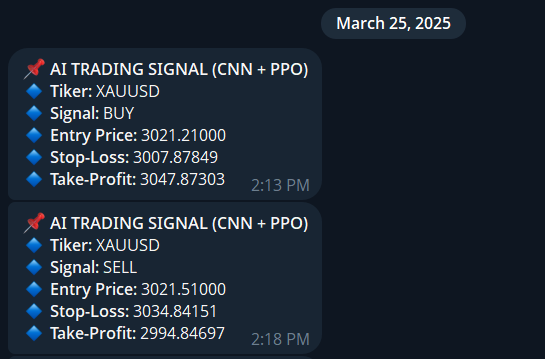 March 25, 2025
📌 AI TRADING SIGNAL (CNN + PPO)
🔷 Tiker: XAUUSD
🔷 Signal: BUY
🔷 Entry Price: 3021.21000
🔷 Stop-Loss: 3007.87849
🔷 Take-Profit: 3047.87303
2:13 PM
📌 AI TRADING SIGNAL (CNN + PPO)
🔷 Tiker: XAUUSD
🔷 Signal: SELL
🔷 Entry Price: 3021.51000
🔷 Stop-Loss: 3034.84151
🔷 Take-Profit: 2994.84697
2:18 PM